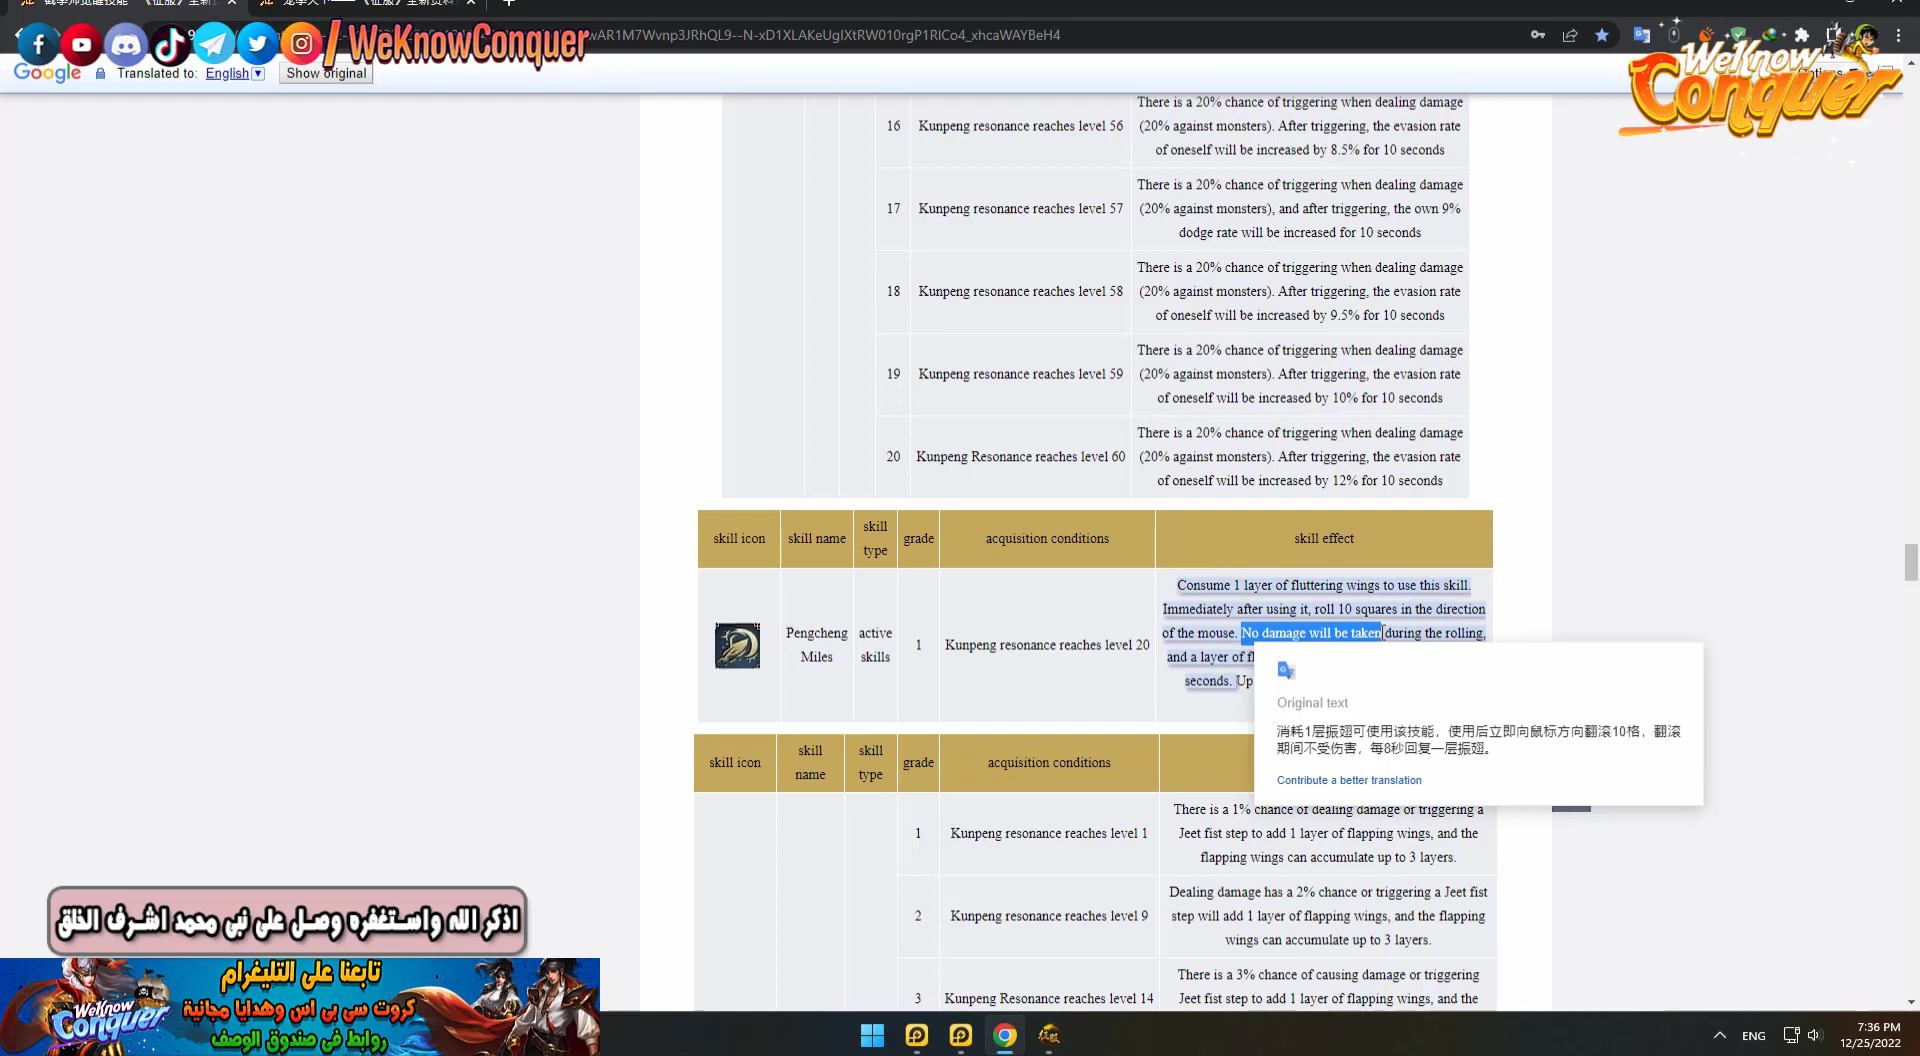 /WeKnowConquer
wAR1M7Wvnp3JRhQL9--N-xD1XLAKeUgIXtRW010rgP1RICo4_xhcaWAYBeH4
WeKnow
Conquer
Google
Translated to: English
Show original
16
Kunpeng resonance reaches level 56
There is a 20% chance of triggering when dealing damage
(20% against monsters). After triggering, the evasion rate
of oneself will be increased by 8.5% for 10 seconds
17
Kunpeng resonance reaches level 57
There is a 20% chance of triggering when dealing damage
(20% against monsters), and after triggering, the own 9%
dodge rate will be increased for 10 seconds
18
Kunpeng resonance reaches level 58
There is a 20% chance of triggering when dealing damage
(20% against monsters). After triggering, the evasion rate
of oneself will be increased by 9.5% for 10 seconds
19
Kunpeng resonance reaches level 59
There is a 20% chance of triggering when dealing damage
(20% against monsters). After triggering, the evasion rate
of oneself will be increased by 10% for 10 seconds
20
Kunpeng Resonance reaches level 60
There is a 20% chance of triggering when dealing damage
(20% against monsters). After triggering, the evasion rate
of oneself will be increased by 12% for 10 seconds
skill icon
skill name
skill
type
grade
acquisition conditions
skill effect
Pengcheng
Miles
active
skills
1
Kunpeng resonance reaches level 20
Consume 1 layer of fluttering wings to use this skill.
Immediately after using it, roll 10 squares in the direction
of the mouse. No damage will be taken during the rolling,
and a layer of fl
seconds. Up
Original text
消耗1层振翅可使用该技能，使用后立即向鼠标方向翻滚10格，翻滚
期间不受伤害，每8秒回复一层振翅。
Contribute a better translation
skill icon
skill
name
skill
type
grade
acquisition conditions
1
Kunpeng resonance reaches level 1
There is a 1% chance of dealing damage or triggering a
Jeet fist step to add 1 layer of flapping wings, and the
flapping wings can accumulate up to 3 layers.
2
Kunpeng resonance reaches level 9
Dealing damage has a 2% chance or triggering a Jeet fist
step will add 1 layer of flapping wings, and the flapping
wings can accumulate up to 3 layers.
3
Kunpeng Resonance reaches level 14
There is a 3% chance of causing damage or triggering
Jeet fist step to add 1 layer of flapping wings, and the
اذكر الله واستغفره وصل على نبى محمد اشرف الخلق
تابعنا على التليغرام
كروت سى بى اس وهدايا مجانية
روابط فى صندوق الوصف
WeKnow
Conquer
ENG
7:36 PM
12/25/2022